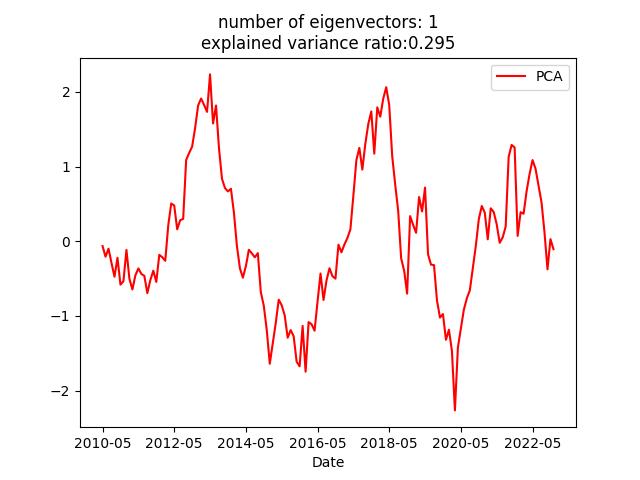 number of eigenvectors: 1
explained variance ratio:0.295
PCA
2
1
0
−1
−2
2010-05 2012-05 2014-05 2016-05 2018-05 2020-05 2022-05
Date